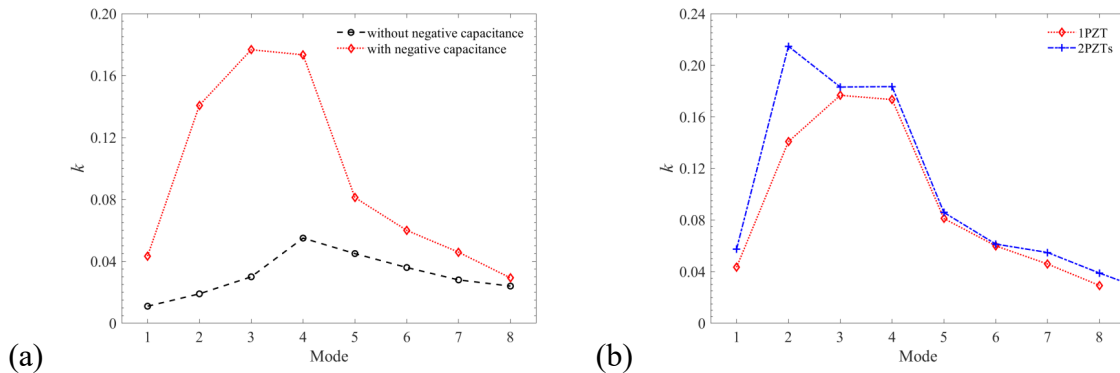 0.20
0.16
0.12
0.08
0.04
0
k
1 2 3 4 5 6 7 8
Mode
without negative capacitance
with negative capacitance
(a)
0.24
0.20
0.16
0.12
0.08
0.04
0
k
1 2 3 4 5 6 7 8
Mode
1PZT
2PZTs
(b)